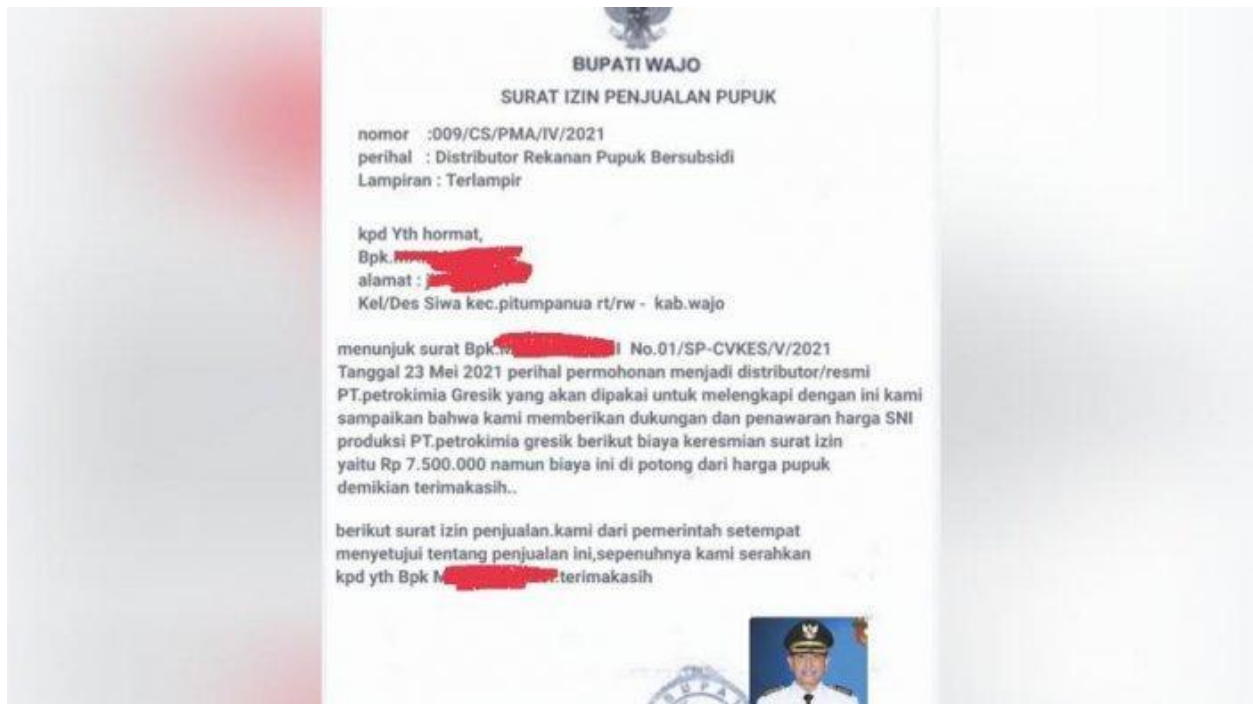 BUPATI WAJO
SURAT IZIN PENJUALAN PUPUK
nomor :009/CS/PMA/IV/2021
perihal : Distributor Rekanan Pupuk Bersubsidi
Lampiran : Terlampir
kpd Yth hormat,
Bpk.
alamat :
Kel/Des Siwa kec.pitumpanua rt/rw - kab.wajo
menunjuk surat Bpk. No.01/SP-CVKES/V/2021
Tanggal 23 Mei 2021 perihal permohonan menjadi distributor/resmi
PT.petrokimia Gresik yang akan dipakai untuk melengkapi dengan ini kami
sampaikan bahwa kami memberikan dukungan dan penawaran harga SNI
produksi PT.petrokimia gresik berikut biaya keresmian surat izin
yaitu Rp 7.500.000 namun biaya ini di potong dari harga pupuk
demikian terimakasih..
berikut surat izin penjualan.kami dari pemerintah setempat
menyetujui tentang penjualan ini,sepenuhnya kami serahkan
kpd yth Bpk M .terimakasih